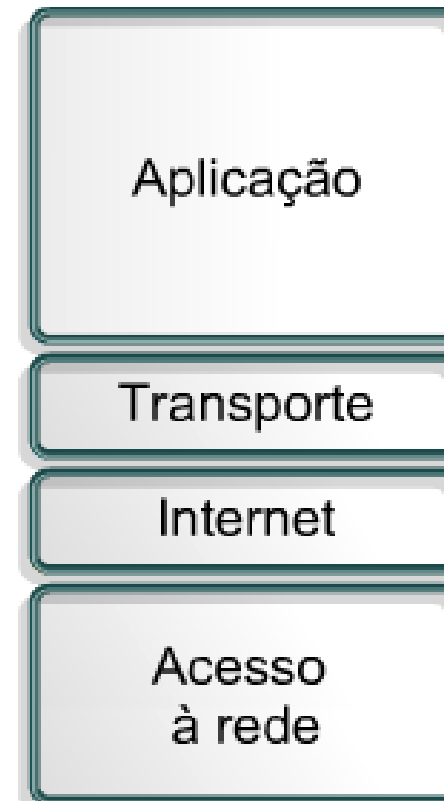 Aplicação
Transporte
Internet
Acesso
à rede